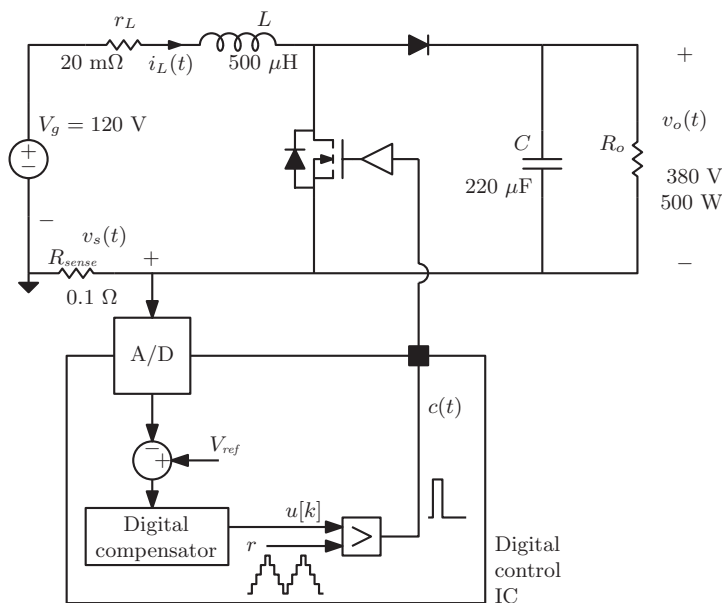 r_L
L
20 mΩ
i_L(t)
500 μH
+
V_g = 120 V
+
−
C
R_o
v_o(t)
220 μF
380 V
500 W
−
v_s(t)
R_sense
+
−
0.1 Ω
A/D
c(t)
−
+
V_ref
Digital
compensator
u[k]
r
>
Digital
control
IC